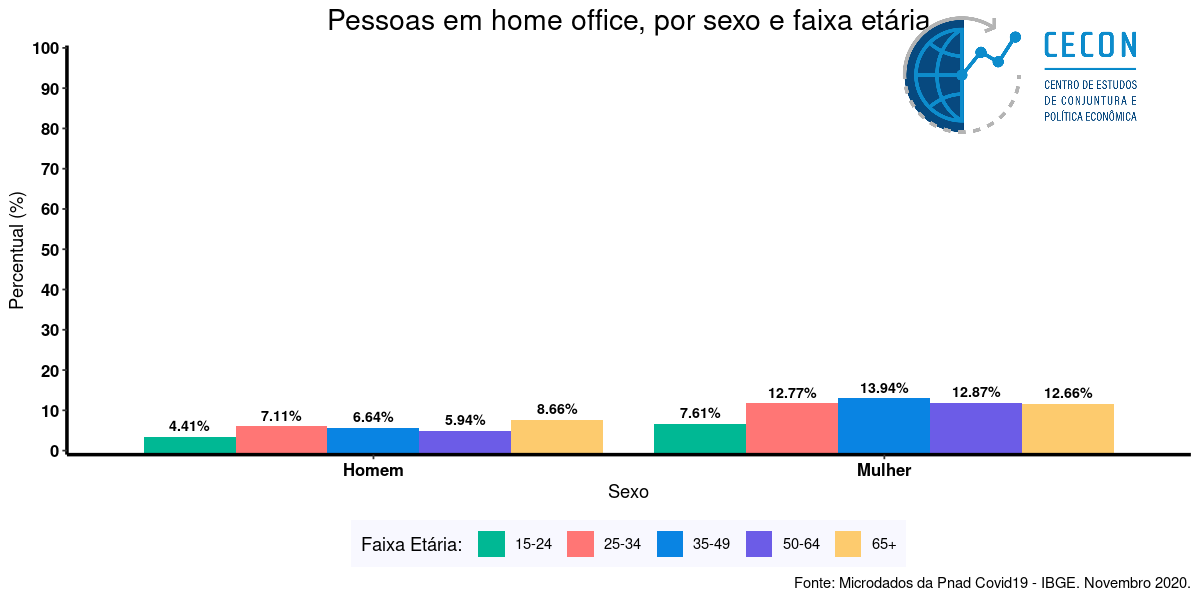 Pessoas em home office, por sexo e faixa etária
CECON
CENTRO DE ESTUDOS
DE CONJUNTURA E
POLÍTICA ECONÔMICA
Percentual (%)
100
90
80
70
60
50
40
30
20
10
0
4.41%
7.11%
6.64%
5.94%
8.66%
7.61%
12.77%
13.94%
12.87%
12.66%
Homem
Mulher
Sexo
Faixa Etária: 15-24 25-34 35-49 50-64 65+
Fonte: Microdados da Pnad Covid19 - IBGE. Novembro 2020.